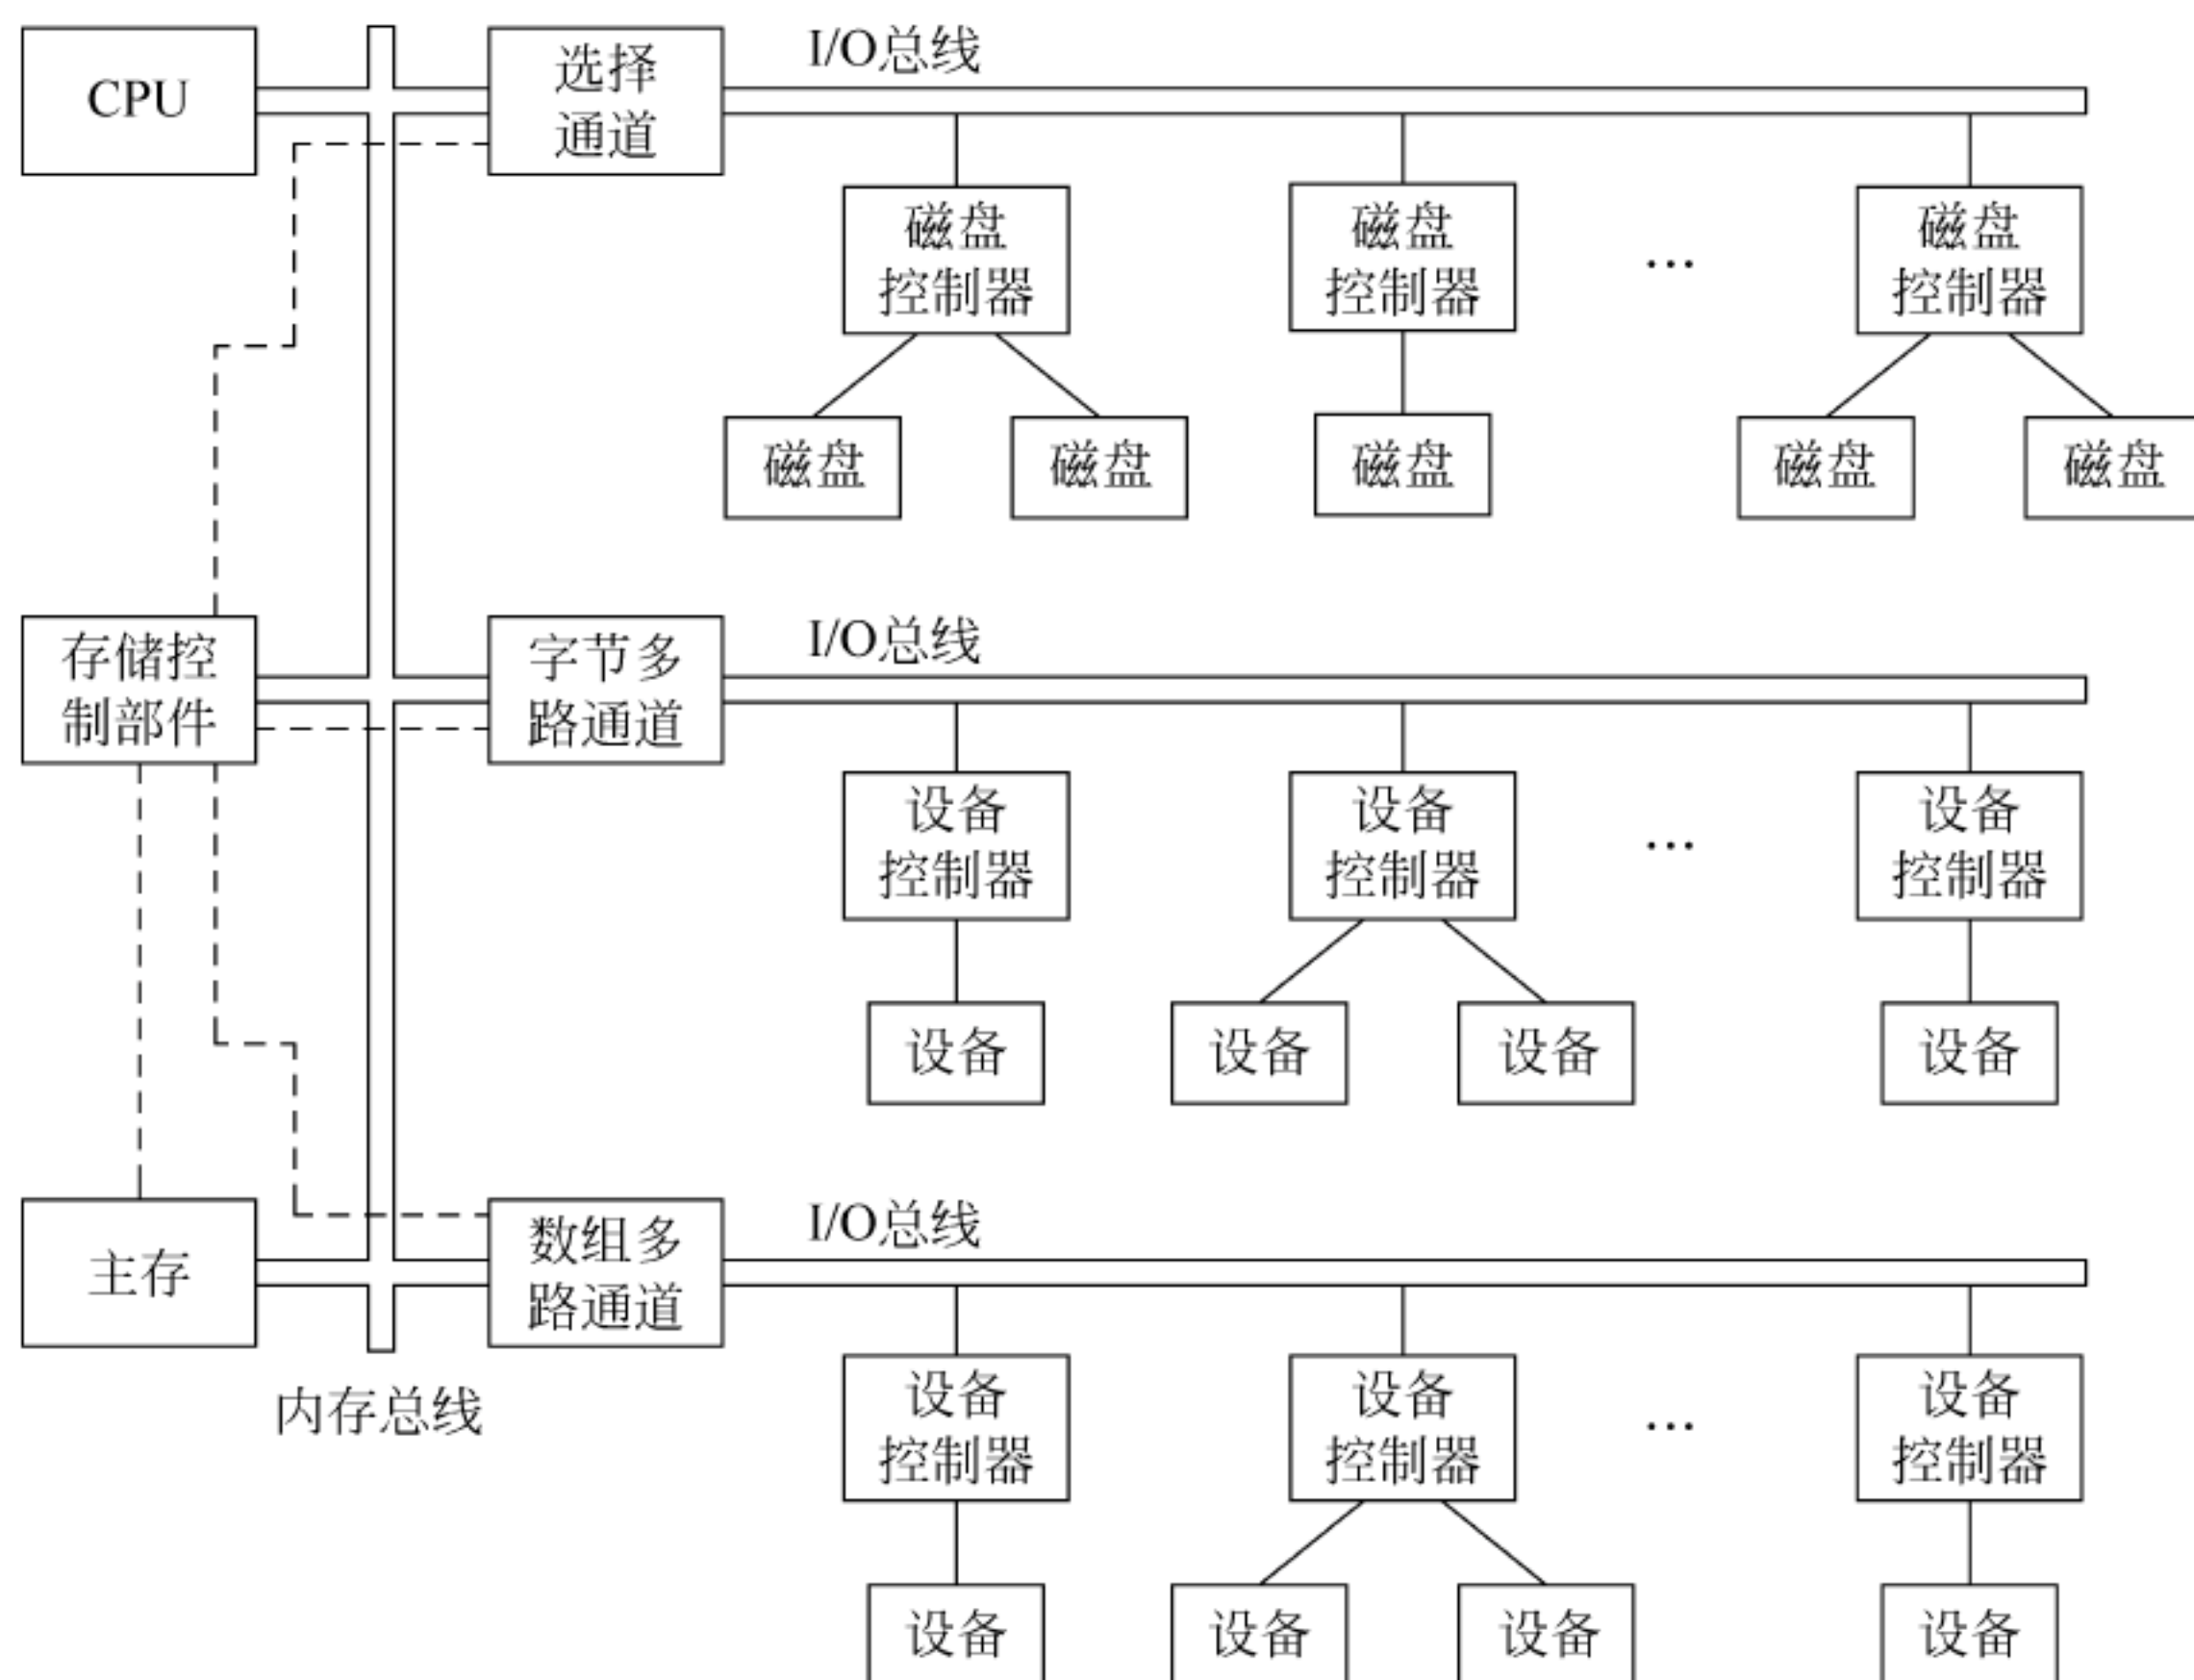 CPU
选择
通道
I/O总线
磁盘
控制器
磁盘
控制器
...
磁盘
控制器
磁盘
磁盘
磁盘
磁盘
磁盘
存储控
制部件
字节多
路通道
I/O总线
设备
控制器
设备
控制器
...
设备
控制器
设备
设备
设备
设备
主存
数组多
路通道
I/O总线
内存总线
设备
控制器
设备
控制器
...
设备
控制器
设备
设备
设备
设备